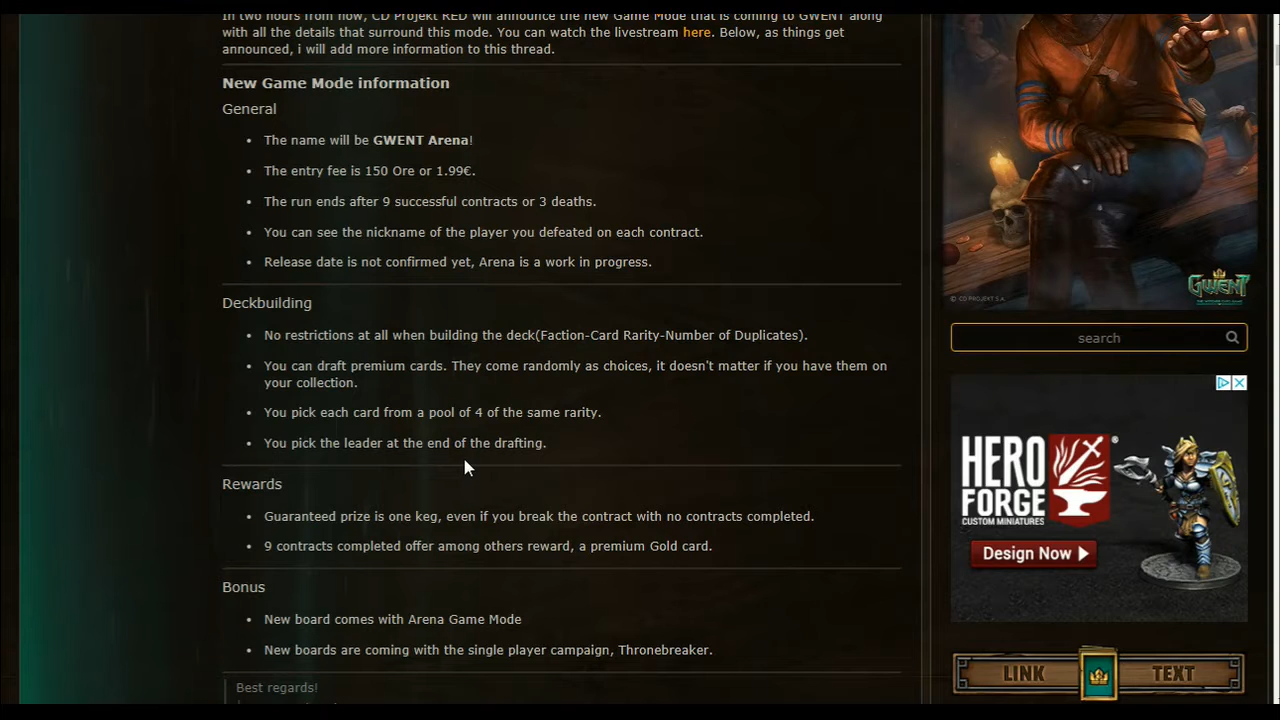 In two hours from now, CD Projekt RED will announce the new Game Mode that is coming to GWENT along
with all the details that surround this mode. You can watch the livestream here. Below, as things get
announced, i will add more information to this thread.
New Game Mode information
General
• The name will be GWENT Arena!
• The entry fee is 150 Ore or 1.99€.
• The run ends after 9 successful contracts or 3 deaths.
• You can see the nickname of the player you defeated on each contract.
• Release date is not confirmed yet, Arena is a work in progress.
Deckbuilding
• No restrictions at all when building the deck(Faction-Card Rarity-Number of Duplicates).
• You can draft premium cards. They come randomly as choices, it doesn't matter if you have them on
your collection.
• You pick each card from a pool of 4 of the same rarity.
• You pick the leader at the end of the drafting.
Rewards
• Guaranteed prize is one keg, even if you break the contract with no contracts completed.
• 9 contracts completed offer among others reward, a premium Gold card.
Bonus
• New board comes with Arena Game Mode
• New boards are coming with the single player campaign, Thronebreaker.
Best regards!
© CD PROJEKT S.A.
GWENT
search
HERO
FORGE®
CUSTOM MINIATURES
Design Now
LINK
TEXT